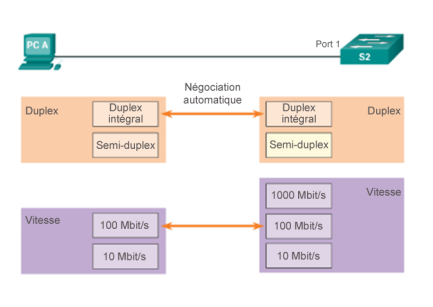 PC A
Port 1
S2
Négociation
automatique
Duplex
Duplex
intégral
Semi-duplex
Duplex
intégral
Semi-duplex
Duplex
Vitesse
100 Mbit/s
10 Mbit/s
1000 Mbit/s
100 Mbit/s
10 Mbit/s
Vitesse